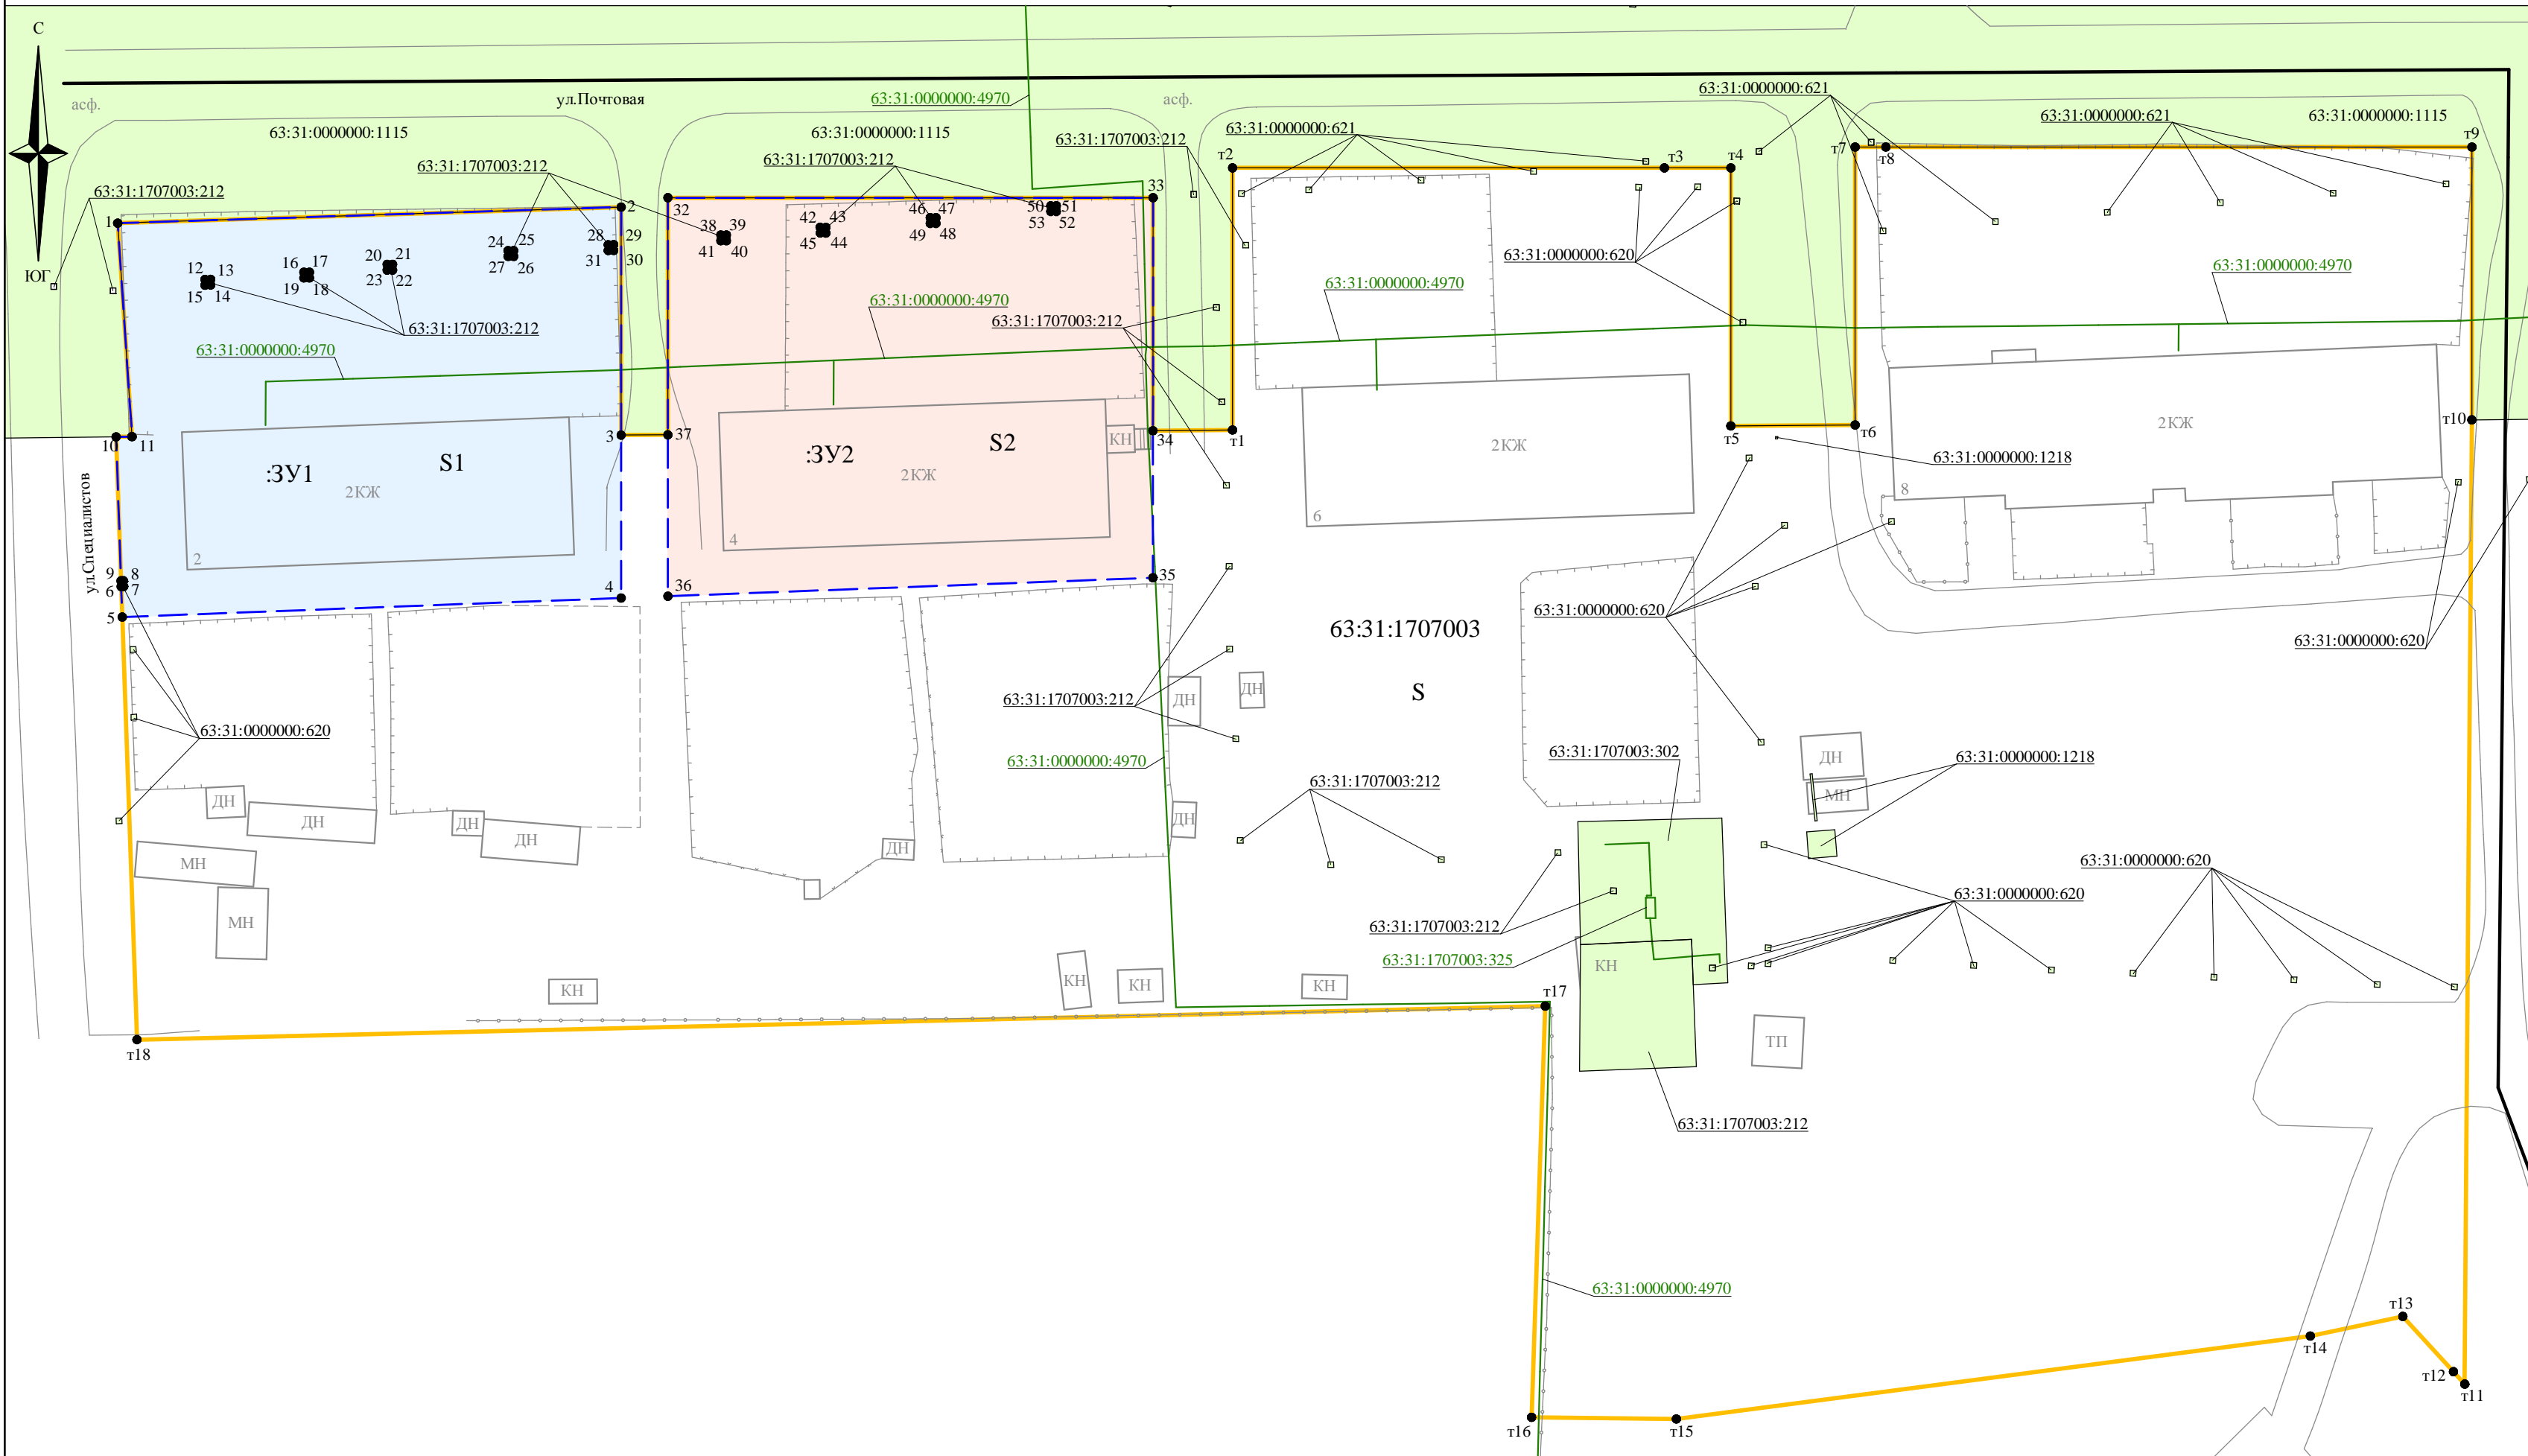 С
63:31:0000000:621
асф.
ул.Почтовая
63:31:0000000:4970
асф.
63:31:0000000:621
63:31:0000000:1115
63:31:0000000:1115
63:31:0000000:1115
63:31:1707003:212
63:31:0000000:621
т9
т7
т8
63:31:1707003:212
63:31:1707003:212
т2
т3
т4
63:31:1707003:212
33
1
2
32
50 51
53 52
46 47
49 48
42 43
45 44
38 39
41 40
28 29
31 30
24 25
27 26
20 21
23 22
16 17
19 18
12 13
15 14
63:31:0000000:620
63:31:0000000:4970
63:31:0000000:4970
ЮГ
63:31:0000000:4970
63:31:1707003:212
63:31:1707003:212
63:31:0000000:4970
10
11
3
37
КН
34
т1
т5
т6
т10
2КЖ
2КЖ
:ЗУ1
S1
:ЗУ2
S2
2КЖ
2КЖ
63:31:0000000:1218
ул.Специалистов
2
4
6
8
9 8
6 7
4
36
35
5
63:31:0000000:620
63:31:1707003
63:31:0000000:620
S
63:31:1707003:212
ДН
ДН
63:31:0000000:620
63:31:0000000:4970
63:31:1707003:302
ДН
63:31:0000000:1218
63:31:1707003:212
МН
ДН
ДН
ДН
ДН
ДН
ДН
МН
63:31:0000000:620
63:31:0000000:620
МН
63:31:1707003:212
63:31:1707003:325
КН
КН
КН
КН
КН
т17
т18
ТП
63:31:1707003:212
63:31:0000000:4970
т13
т14
т12
т11
т16
т15